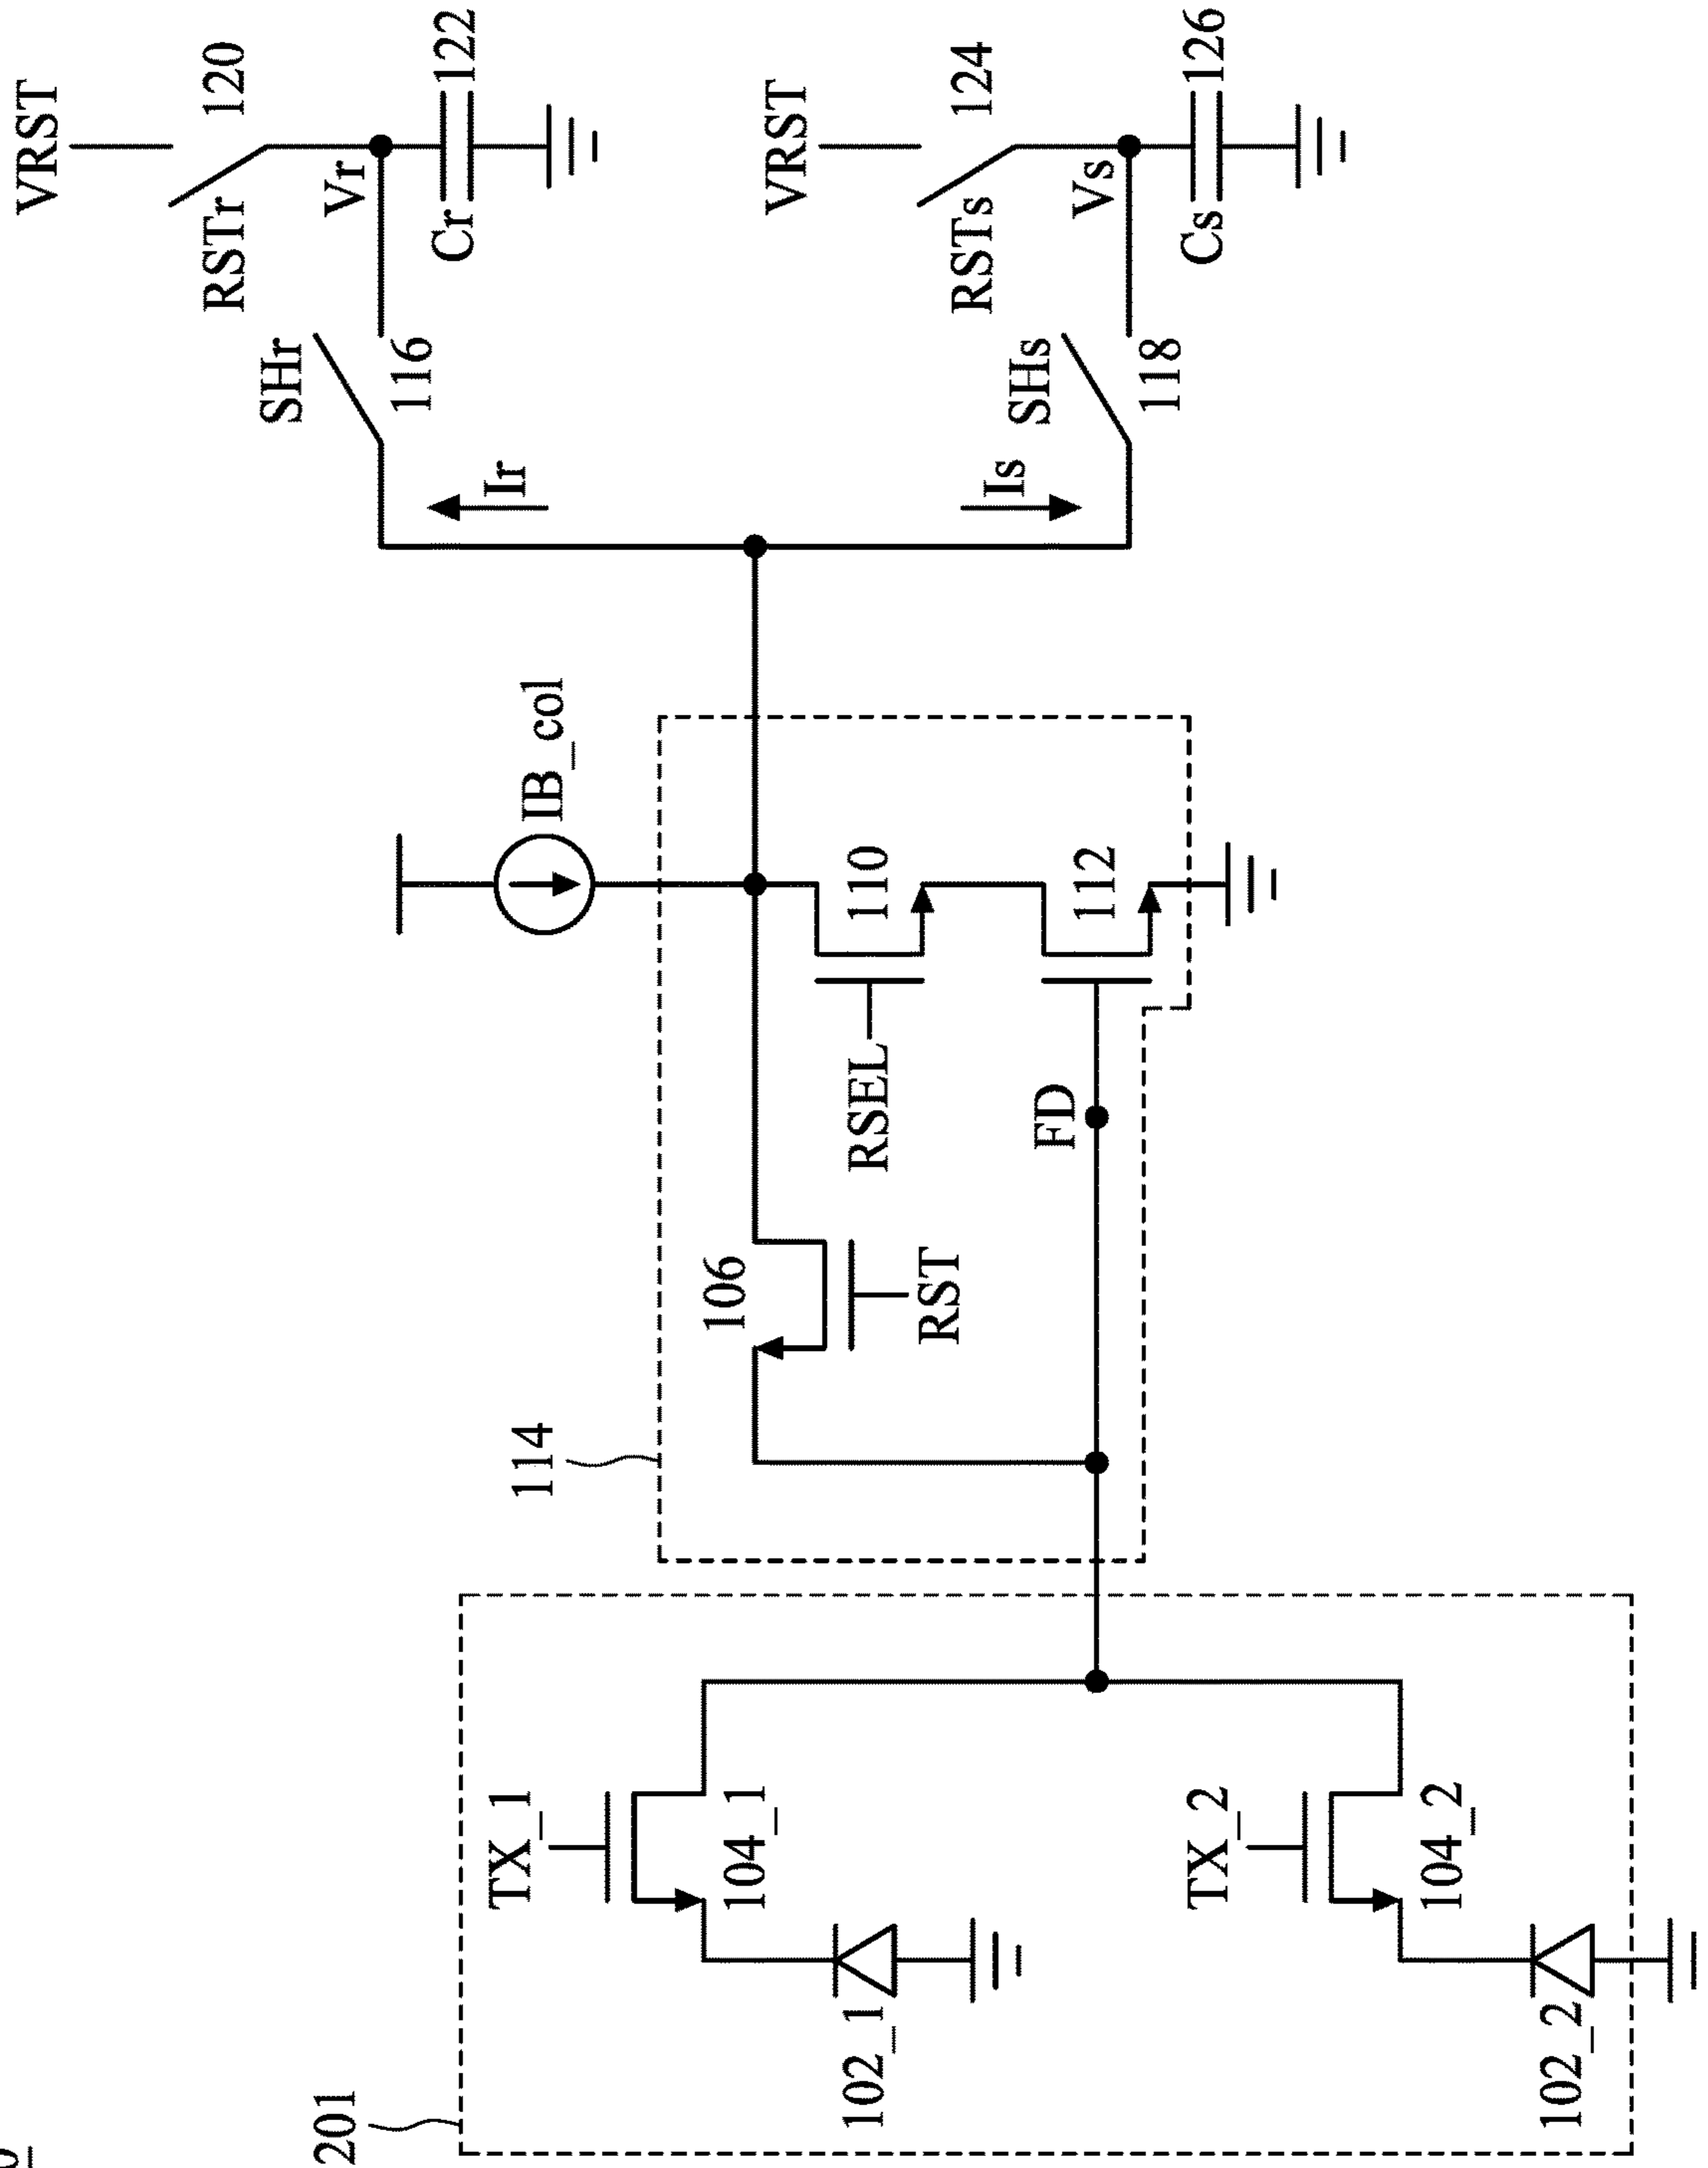 201
TX_1
104_1
102_1
TX_2
104_2
102_2
114
106
RST
RSEL
110
FD
112
IB_col
Ir
Is
SHr
116
SHs
118
VRST
RSTr
120
Vr
Cr
122
VRST
RSTs
124
Vs
Cs
126